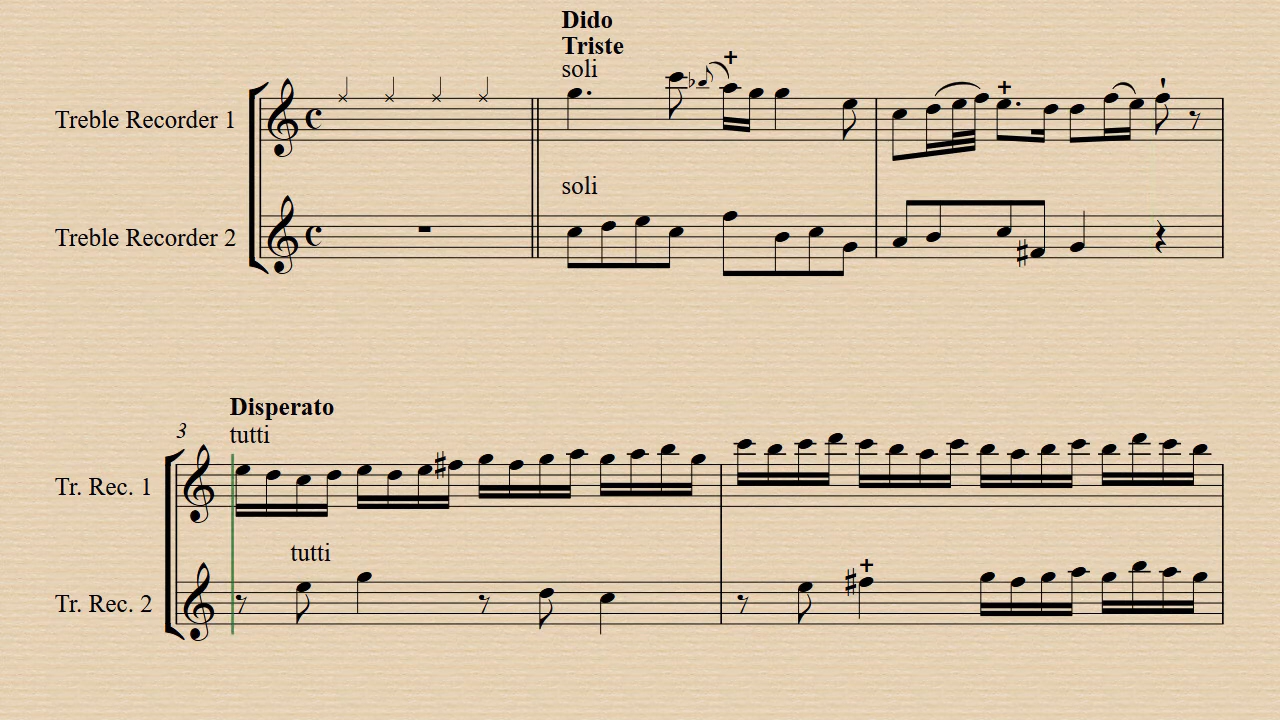 Dido
Triste
soli
Treble Recorder 1
soli
Treble Recorder 2
Disperato
3
tutti
Tr. Rec. 1
tutti
Tr. Rec. 2